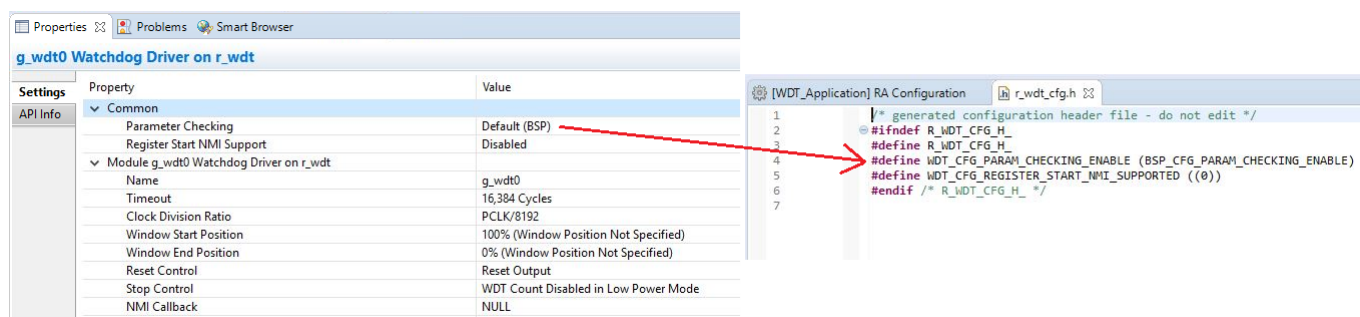 Properties Problems Smart Browser
g_wdt0 Watchdog Driver on r_wdt
Settings
API Info
Property Value
Common
Parameter Checking Default (BSP)
Register Start NMI Support Disabled
Module g_wdt0 Watchdog Driver on r_wdt
Name g_wdt0
Timeout 16,384 Cycles
Clock Division Ratio PCLK/8192
Window Start Position 100% (Window Position Not Specified)
Window End Position 0% (Window Position Not Specified)
Reset Control Reset Output
Stop Control WDT Count Disabled in Low Power Mode
NMI Callback NULL
[WDT_Application] RA Configuration r_wdt_cfg.h
1 /* generated configuration header file - do not edit */
2 #ifndef R_WDT_CFG_H_
3 #define R_WDT_CFG_H_
4 #define WDT_CFG_PARAM_CHECKING_ENABLE (BSP_CFG_PARAM_CHECKING_ENABLE)
5 #define WDT_CFG_REGISTER_START_NMI_SUPPORTED ((0))
6 #endif /* R_WDT_CFG_H_ */
7